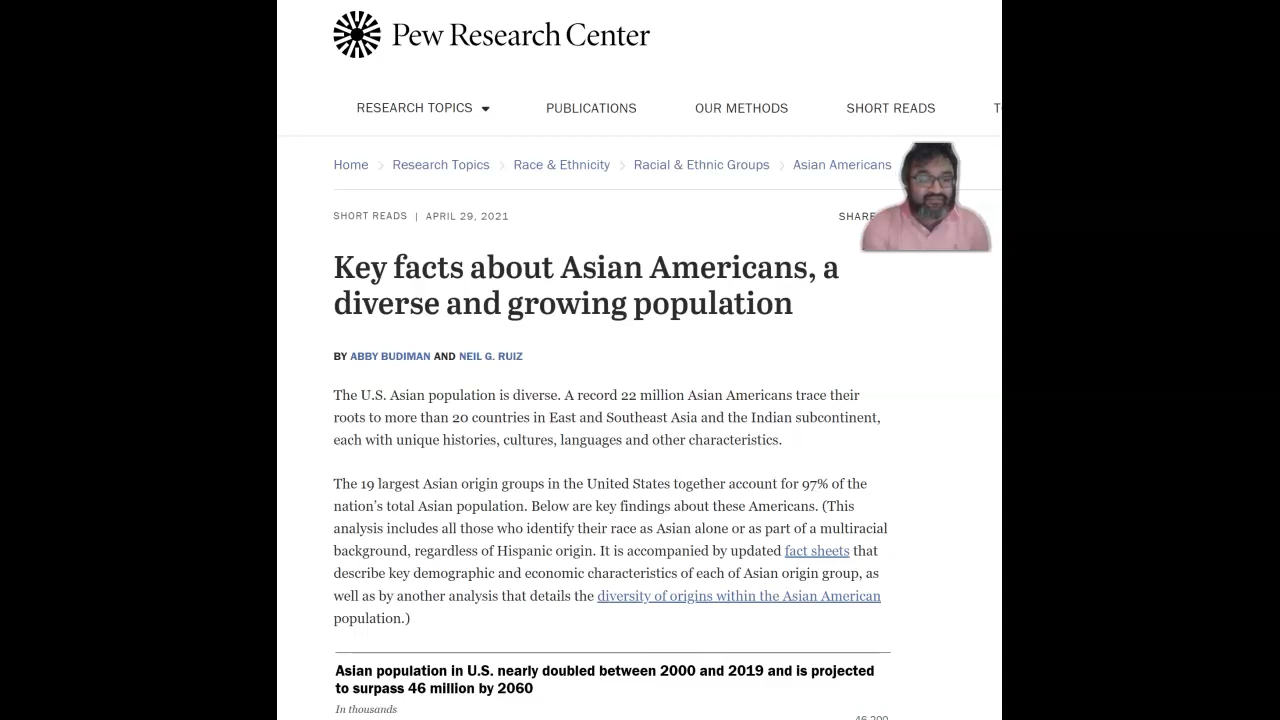 Pew Research Center
RESEARCH TOPICS PUBLICATIONS OUR METHODS SHORT READS
Home Research Topics Race & Ethnicity Racial & Ethnic Groups Asian Americans
SHORT READS | APRIL 29, 2021 SHARE
Key facts about Asian Americans, a
diverse and growing population
BY ABBY BUDIMAN AND NEIL G. RUIZ
The U.S. Asian population is diverse. A record 22 million Asian Americans trace their
roots to more than 20 countries in East and Southeast Asia and the Indian subcontinent,
each with unique histories, cultures, languages and other characteristics.
The 19 largest Asian origin groups in the United States together account for 97% of the
nation's total Asian population. Below are key findings about these Americans. (This
analysis includes all those who identify their race as Asian alone or as part of a multiracial
background, regardless of Hispanic origin. It is accompanied by updated fact sheets that
describe key demographic and economic characteristics of each of Asian origin group, as
well as by another analysis that details the diversity of origins within the Asian American
population.)
Asian population in U.S. nearly doubled between 2000 and 2019 and is projected
to surpass 46 million by 2060
In thousands